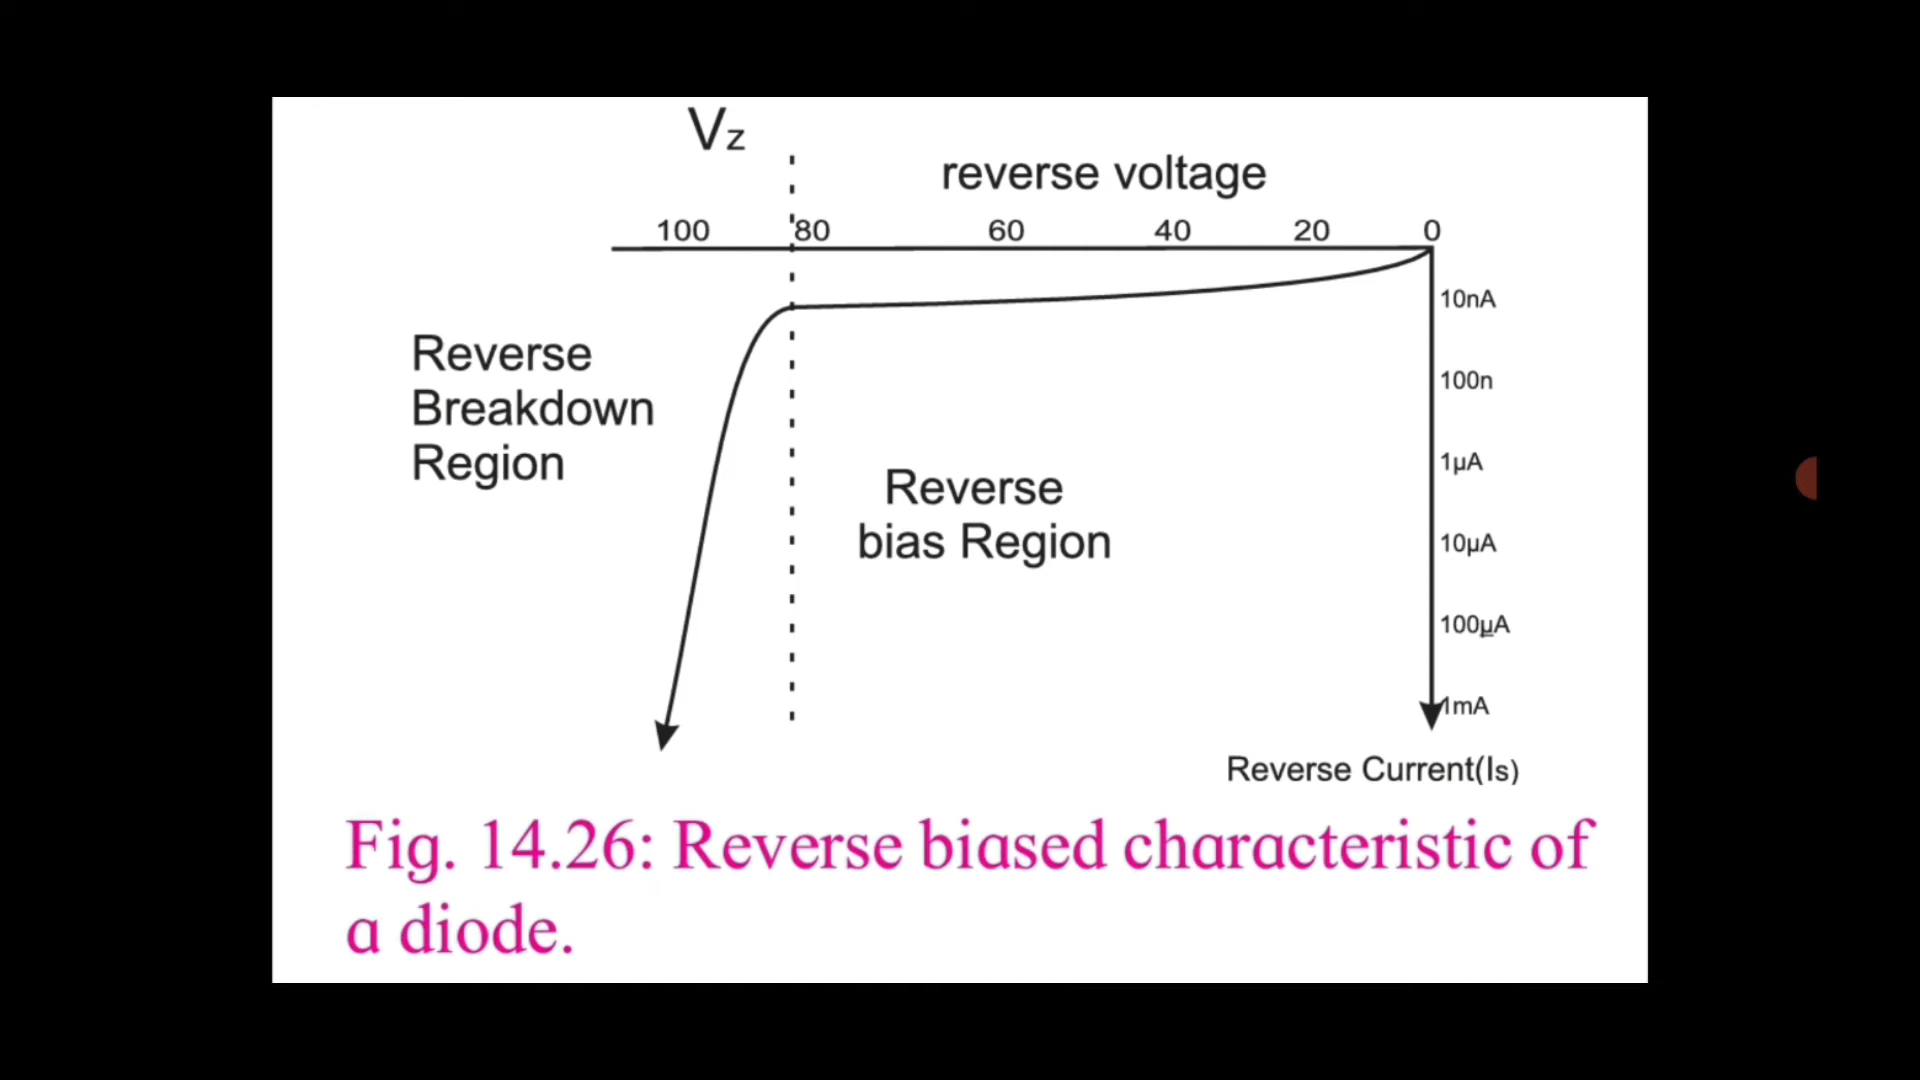 Vz
reverse voltage
100 80 60 40 20 0
10nA
100n
1µA
10µA
100µA
1mA
Reverse
Breakdown
Region
Reverse
bias Region
Reverse Current(Is)
Fig. 14.26: Reverse biased characteristic of
a diode.